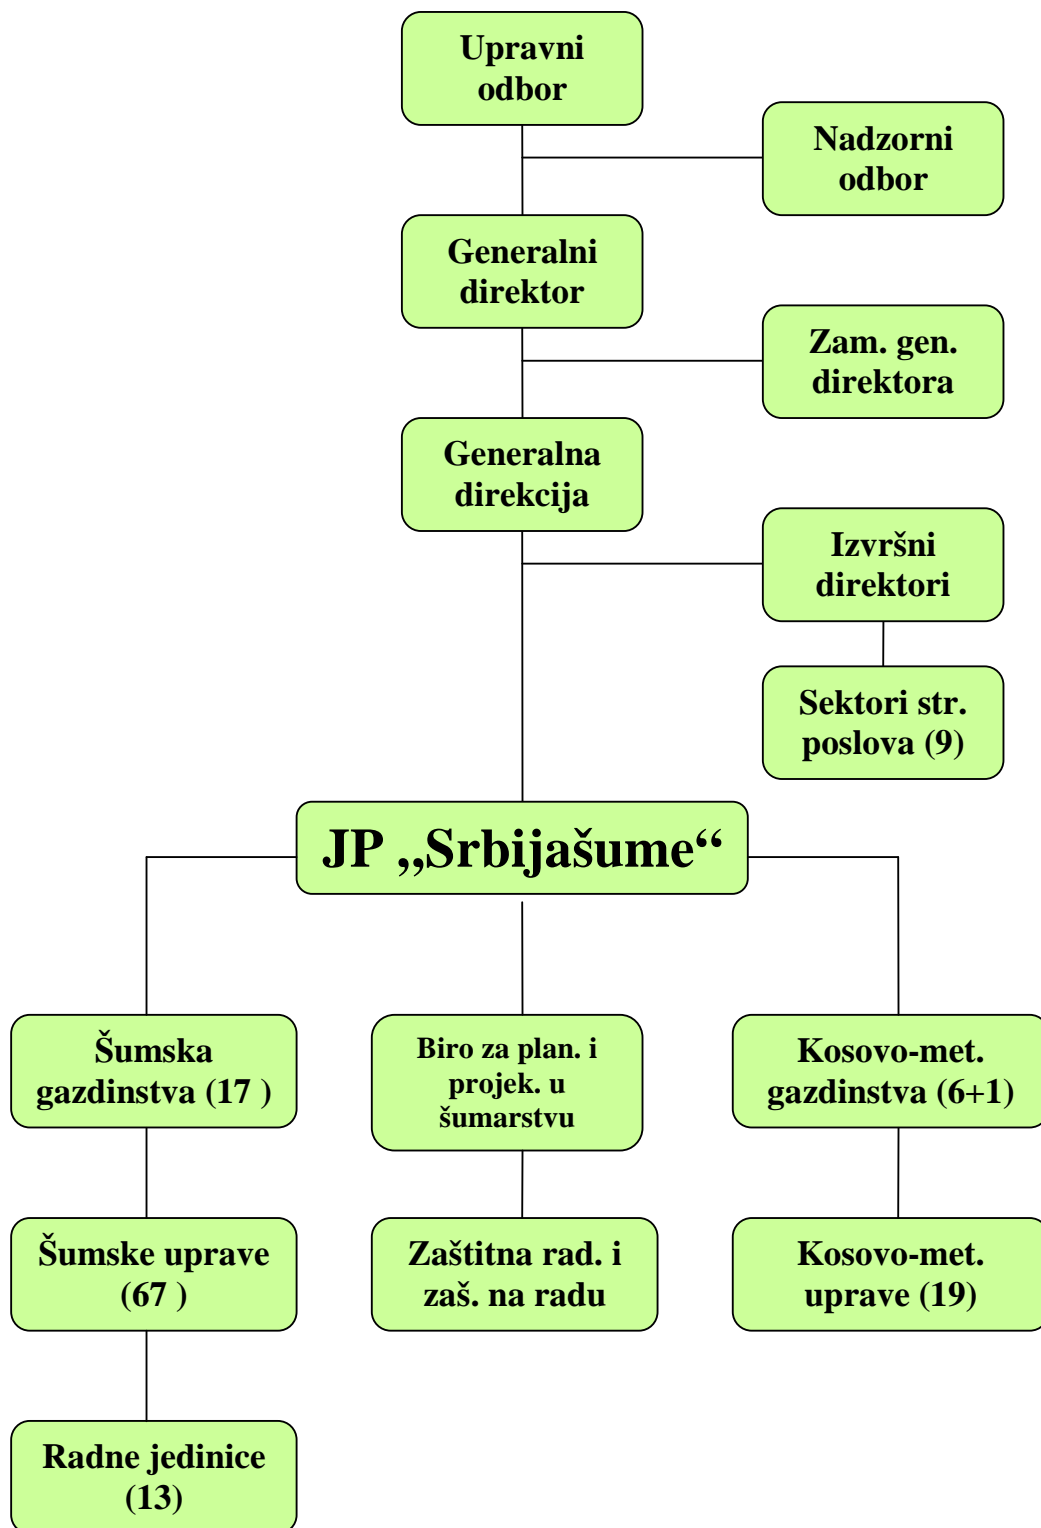 Upravni
odbor
Nadzorni
odbor
Generalni
direktor
Zam. gen.
direktora
Generalna
direkcija
Izvršni
direktori
Sektori str.
poslova (9)
JP „Srbijašume“
Šumska
gazdinstva (17 )
Biro za plan. i
projek. u
šumarstvu
Kosovo-met.
gazdinstva (6+1)
Šumske uprave
(67 )
Zaštitna rad. i
zaš. na radu
Kosovo-met.
uprave (19)
Radne jedinice
(13)